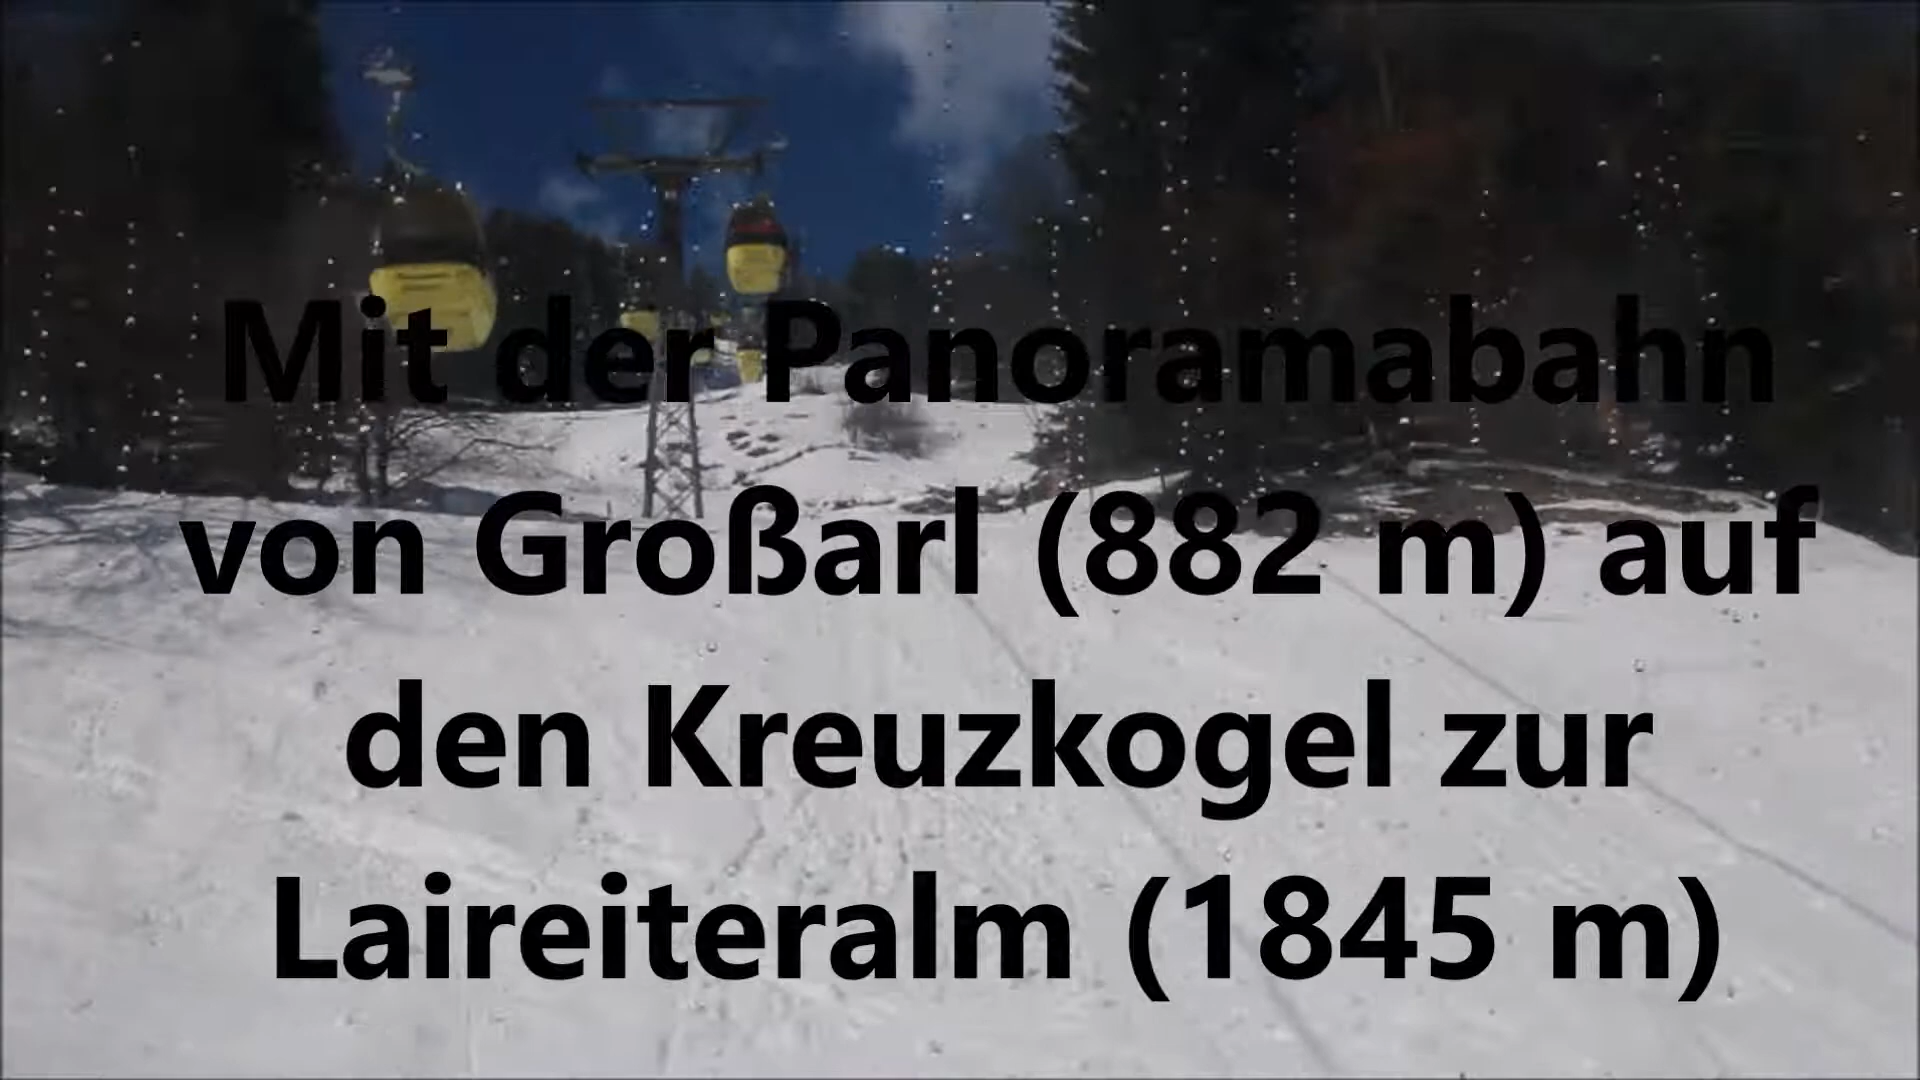 Mit der Panoramabahn
von Großarl (882 m) auf
den Kreuzkogel zur
Laireiteralm (1845 m)